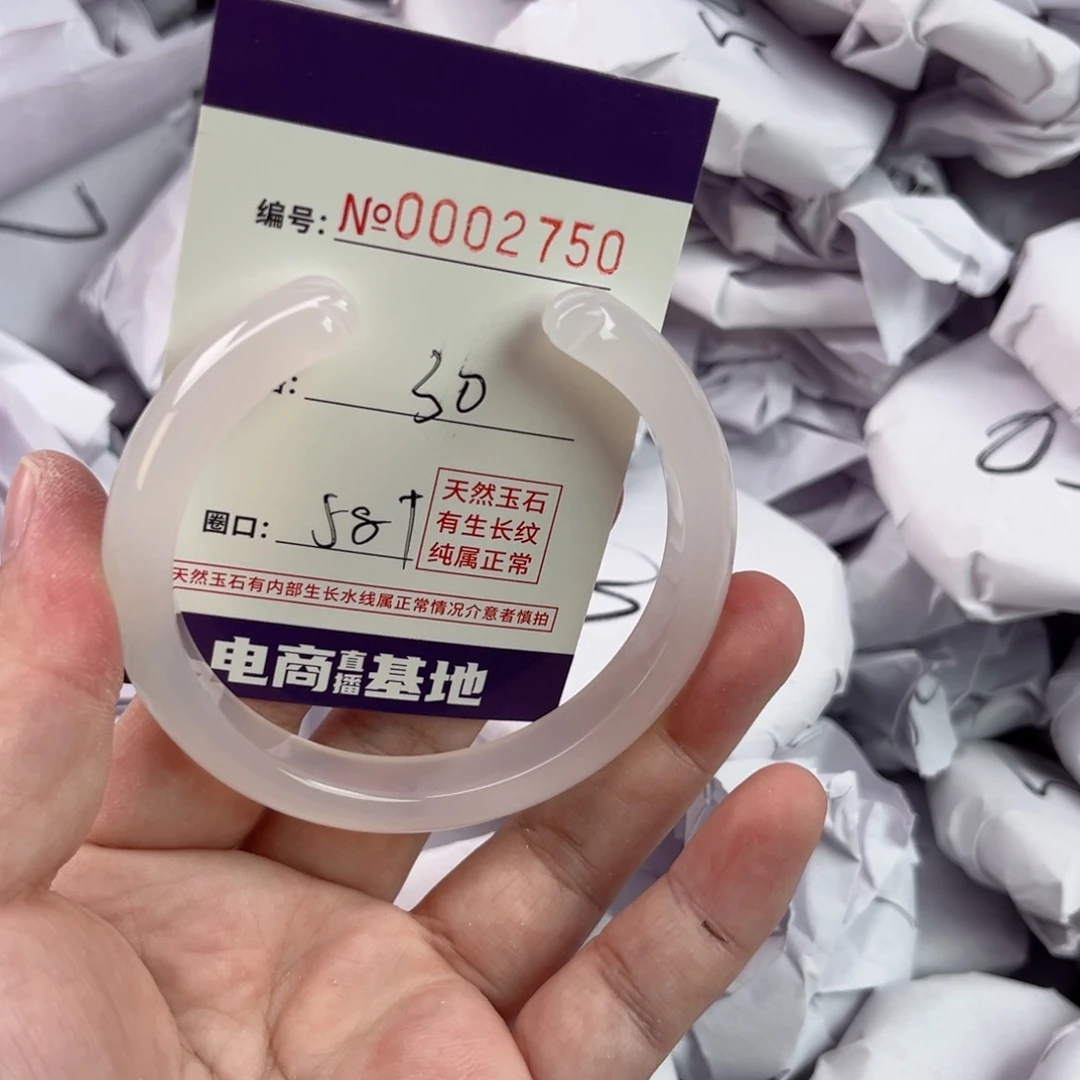 编号: №0002750
: 30
圈口: 58↑
天然玉石
有生长纹
纯属正常
天然玉石有内部生长水线属正常情况介意者慎拍
电商直播基地